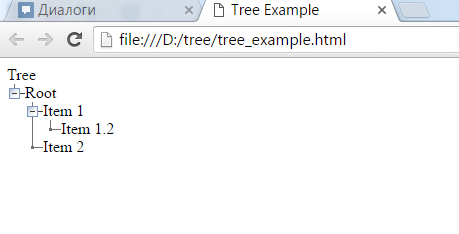 Диалоги
Tree Example
file:///D:/tree/tree_example.html
Tree
Root
Item 1
Item 1.2
Item 2